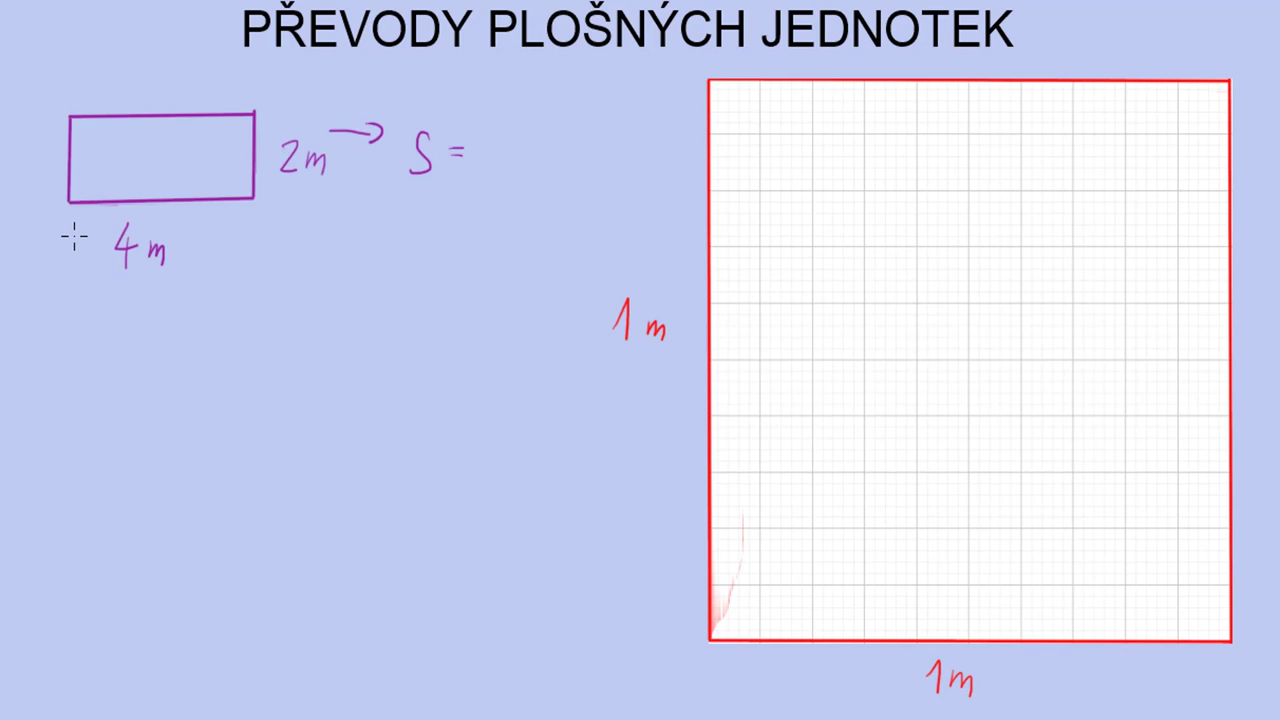 PŘEVODY PLOŠNÝCH JEDNOTEK
2m → S =
4 m
1 m
1m